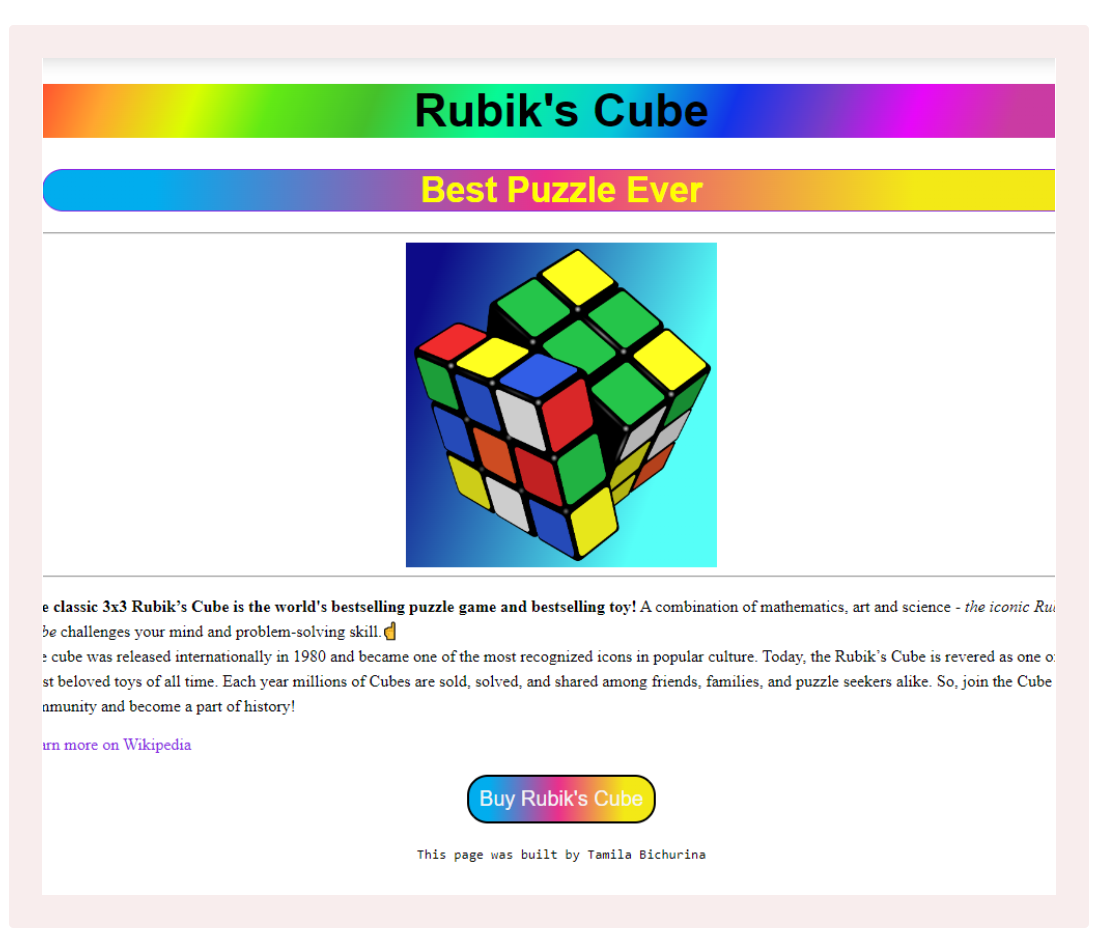 Rubik's Cube
Best Puzzle Ever
classic 3x3 Rubik’s Cube is the world's bestselling puzzle game and bestselling toy! A combination of mathematics, art and science - the iconic
challenges your mind and problem-solving skill.☝
cube was released internationally in 1980 and became one of the most recognized icons in popular culture. Today, the Rubik’s Cube is revered as one
beloved toys of all time. Each year millions of Cubes are sold, solved, and shared among friends, families, and puzzle seekers alike. So, join the Cube
and become a part of history!
more on Wikipedia
Buy Rubik's Cube
This page was built by Tamila Bichurina